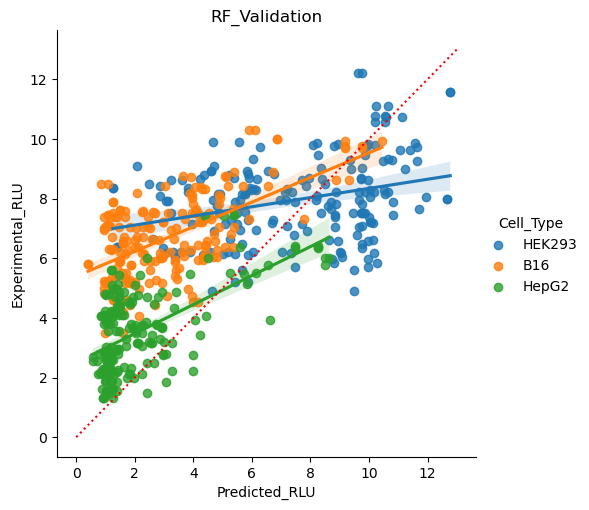 RF_Validation
Experimental_RLU
12
10
8
6
4
2
0
0 2 4 6 8 10 12
Predicted_RLU
Cell_Type
HEK293
B16
HepG2